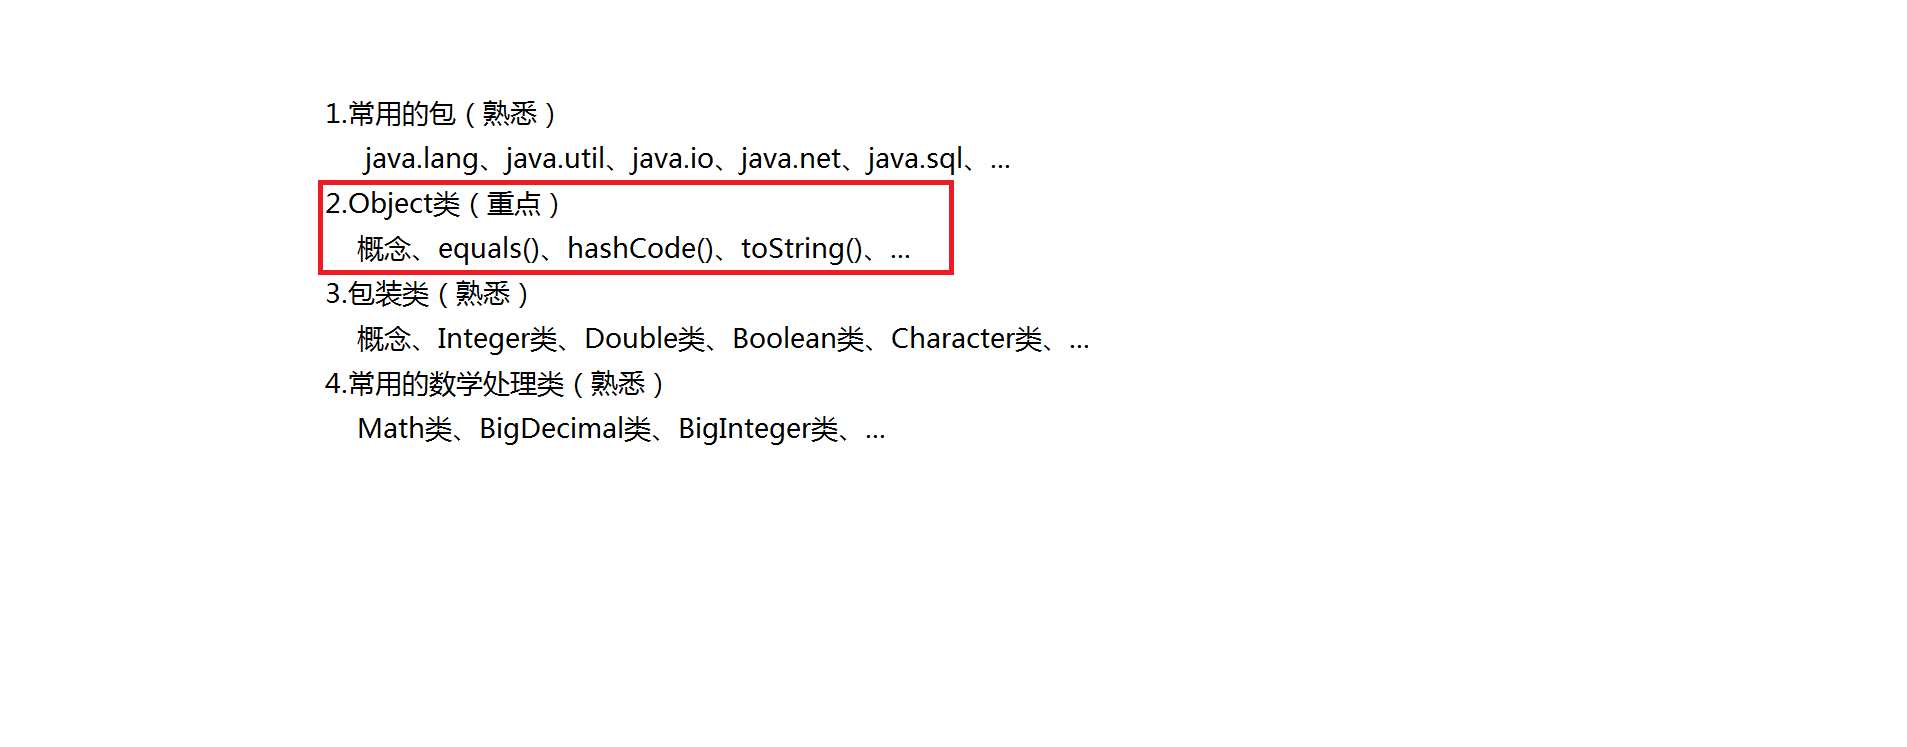 1.常用的包（熟悉）
java.lang、java.util、java.io、java.net、java.sql、...
2.Object类（重点）
概念、equals()、hashCode()、toString()、...
3.包装类（熟悉）
概念、Integer类、Double类、Boolean类、Character类、...
4.常用的数学处理类（熟悉）
Math类、BigDecimal类、BigInteger类、...